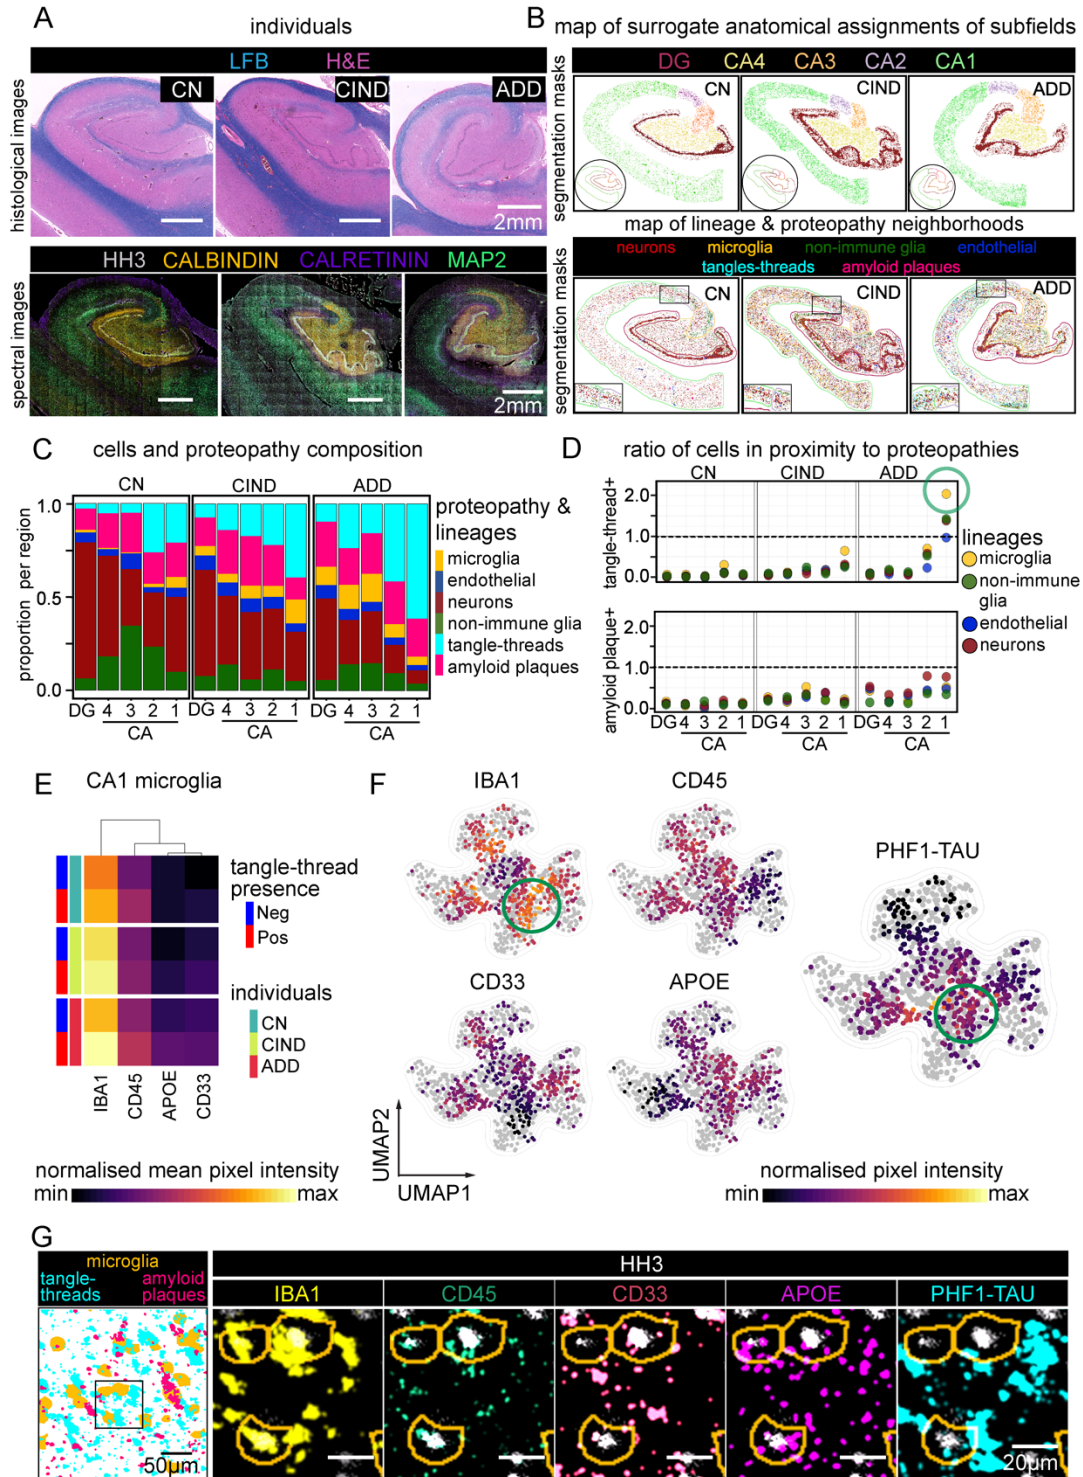 A
individuals
LFB H&E
histological images
CN
CIND
ADD
2mm
HH3 CALBINDIN CALRETININ MAP2
spectral images
2mm
B
map of surrogate anatomical assignments of subfields
DG CA4 CA3 CA2 CA1
segmentation masks
CN
CIND
ADD
map of lineage & proteopathy neighborhoods
neurons microglia non-immune glia endothelial
tangles-threads amyloid plaques
segmentation masks
CN
CIND
ADD
C
cells and proteopathy composition
CN CIND ADD
proportion per region
1.0
0.5
0.0
DG 4 3 2 1 DG 4 3 2 1 DG 4 3 2 1
CA CA CA
proteopathy &
lineages
microglia
endothelial
neurons
non-immune glia
tangle-threads
amyloid plaques
D
ratio of cells in proximity to proteopathies
CN CIND ADD
tangle-thread+
2.0
1.0
0.0
amyloid plaque+
1.0
0.0
DG 4 3 2 1 DG 4 3 2 1 DG 4 3 2 1
CA CA CA
lineages
microglia
non-immune
glia
endothelial
neurons
E
CA1 microglia
tangle-thread
presence
Neg
Pos
individuals
CN
CIND
ADD
IBA1 CD45 APOE CD33
normalised mean pixel intensity
min max
F
IBA1
CD45
CD33
APOE
PHF1-TAU
UMAP2
UMAP1
normalised pixel intensity
min max
G
microglia
tangle-
threads
amyloid
plaques
50µm
HH3
IBA1 CD45 CD33 APOE PHF1-TAU
20µm